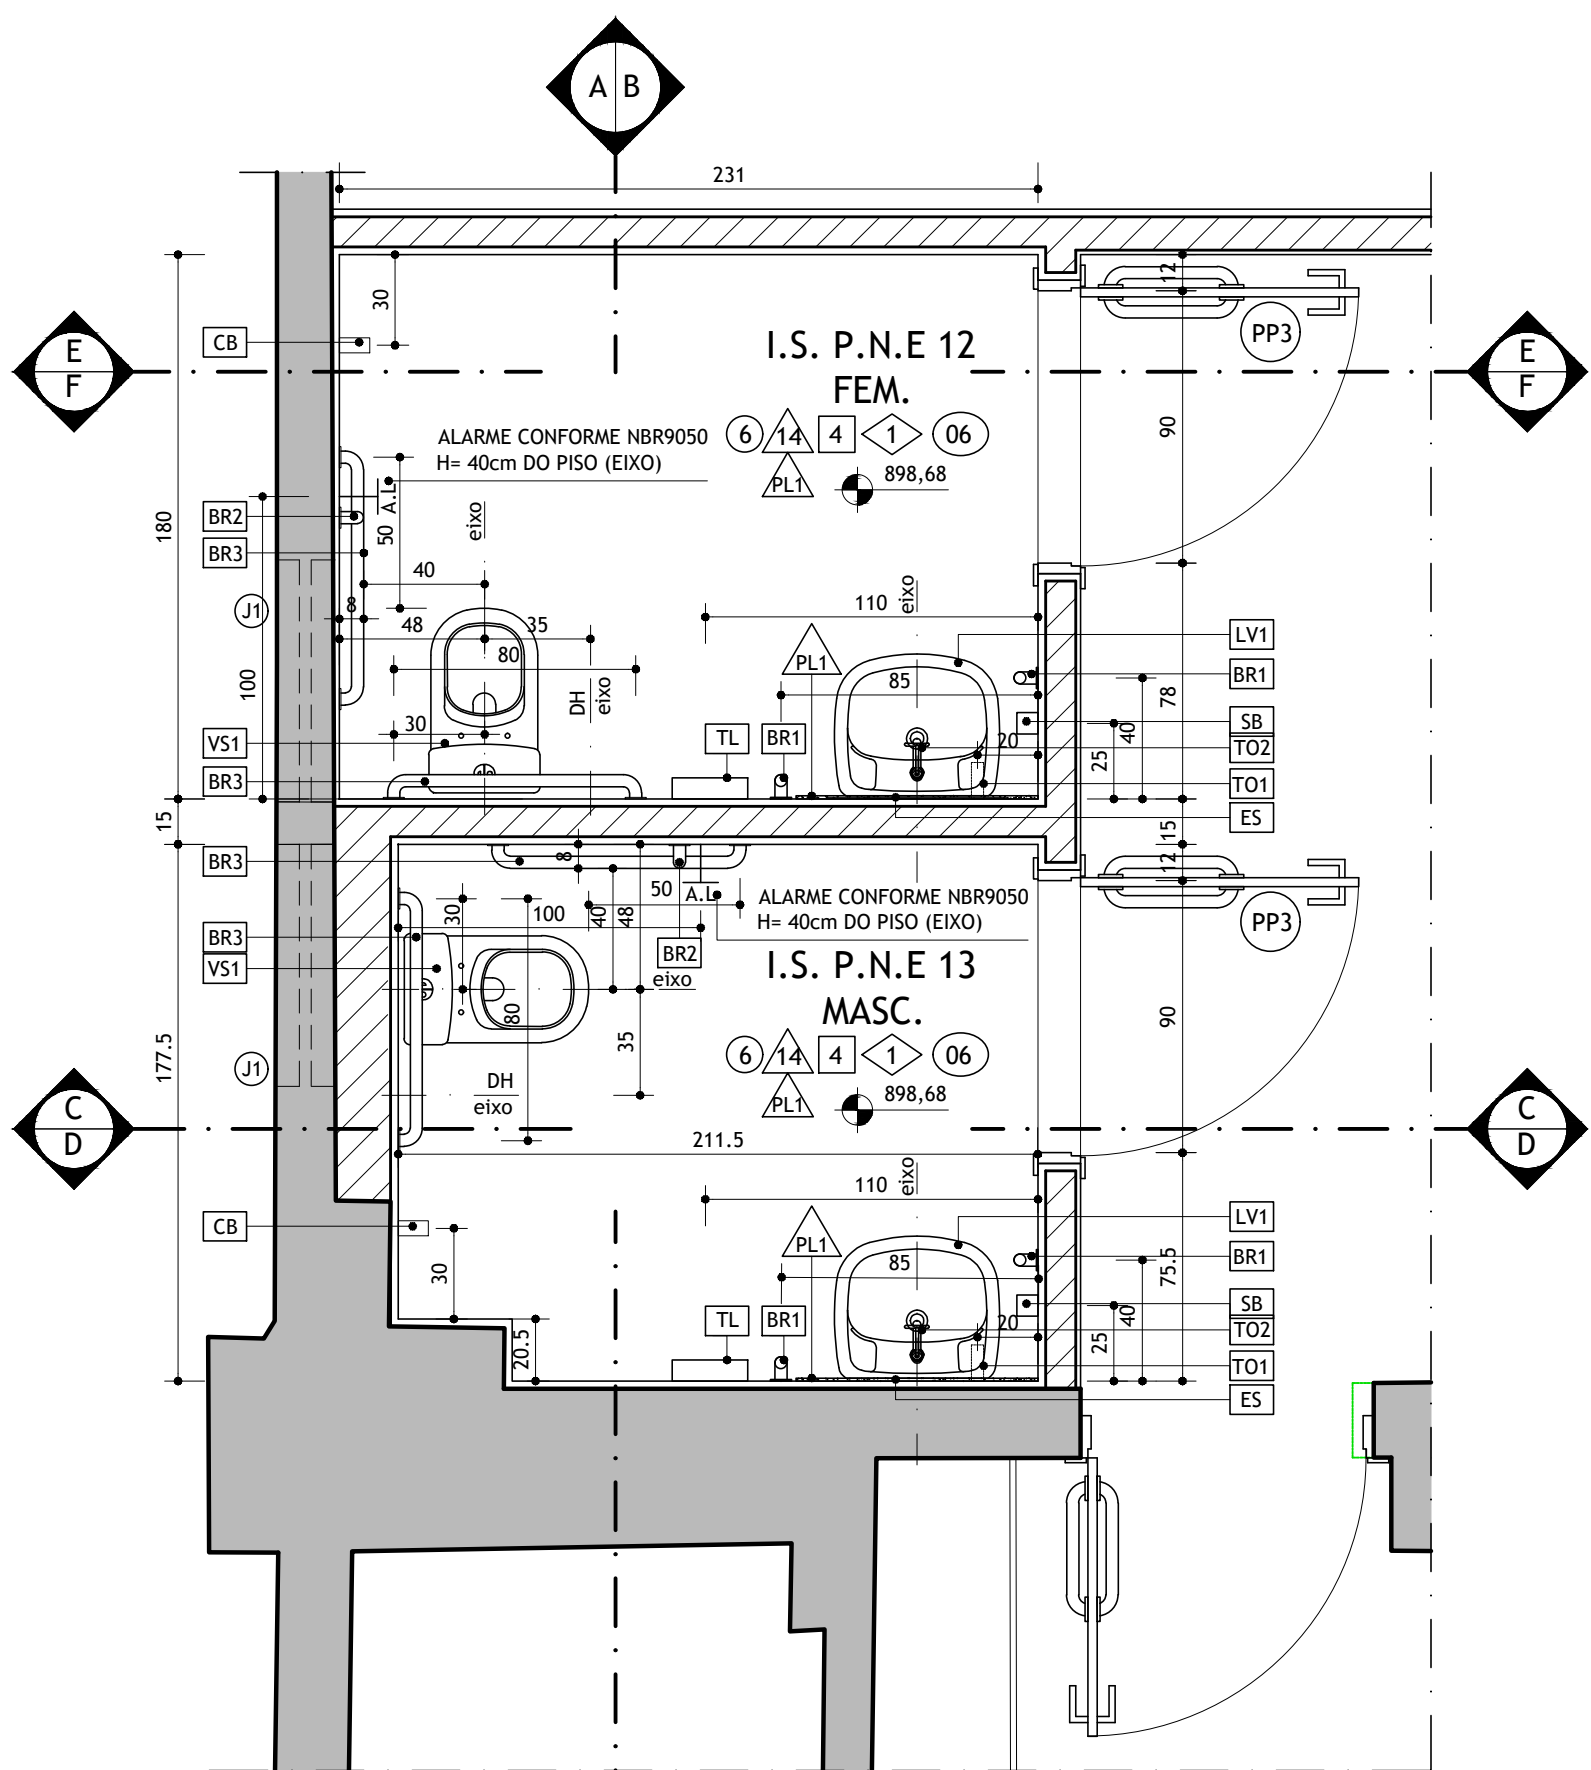 A B
231
12
30
PP3
CB
E
F
E
F
I.S. P.N.E 12
FEM.
90
ALARME CONFORME NBR9050
H= 40cm DO PISO (EIXO)
6 14 4 1 06
PL1 898,68
180
BR2
A.L
50
eixo
BR3
40
J1
8
48
35
80
110
eixo
LV1
PL1
BR1
100
85
78
DH
eixo
30
VS1
TL
BR1
SB
20
40
TO2
25
BR3
TO1
15
ES
15
BR3
8
12
50
A.L
ALARME CONFORME NBR9050
H= 40cm DO PISO (EIXO)
PP3
30
100
40
48
BR3
BR2
VS1
eixo
I.S. P.N.E 13
MASC.
80
35
90
177.5
J1
6 14 4 1 06
PL1 898,68
DH
eixo
C
D
C
D
211.5
110
eixo
LV1
CB
PL1
BR1
30
85
75.5
SB
TL
BR1
20
40
TO2
20.5
25
TO1
ES